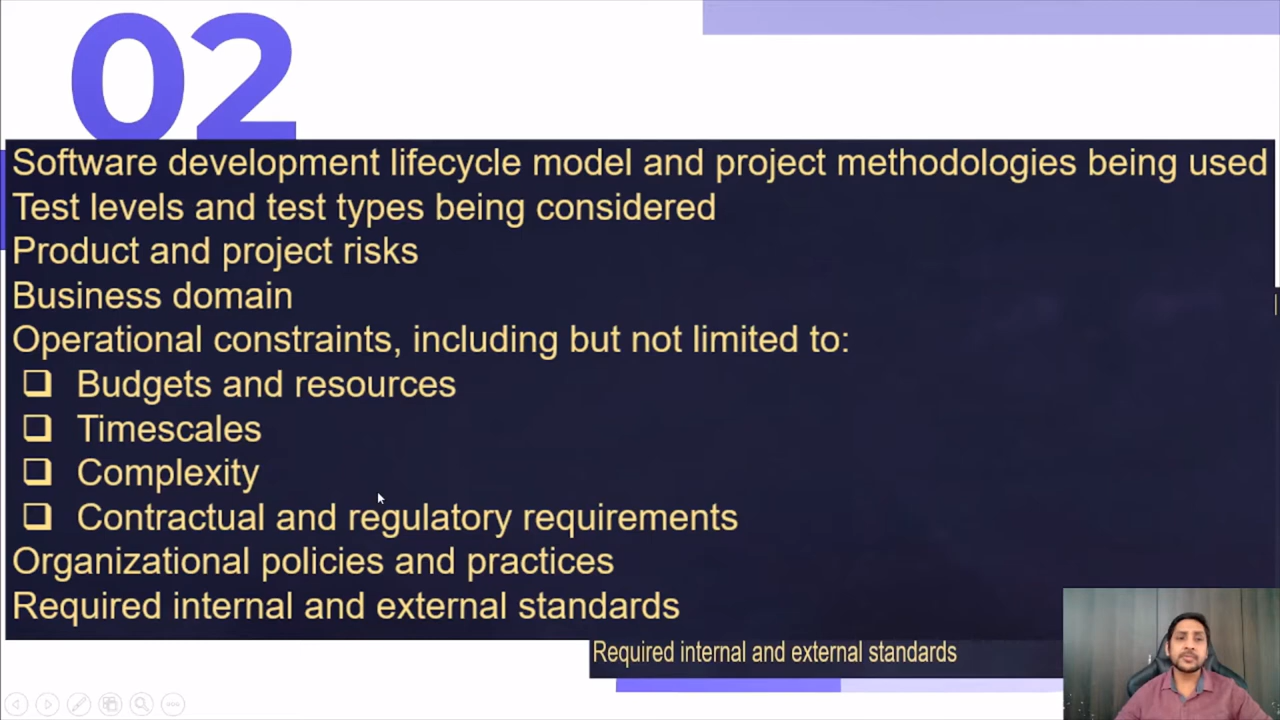 02
Software development lifecycle model and project methodologies being used
Test levels and test types being considered
Product and project risks
Business domain
Operational constraints, including but not limited to:
Budgets and resources
Timescales
Complexity
Contractual and regulatory requirements
Organizational policies and practices
Required internal and external standards
Required internal and external standards